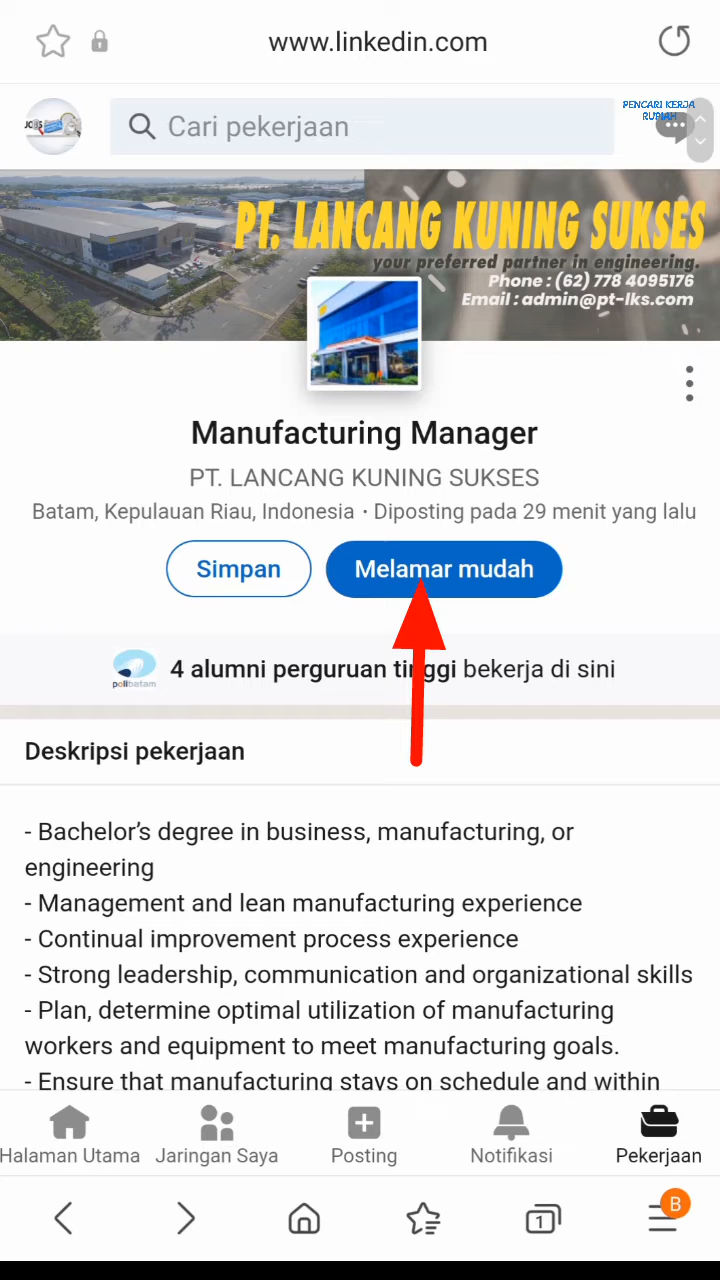 www.linkedin.com
JOBS
Cari pekerjaan
PENCARI KERJA
RUPIAH
PT. LANCANG KUNING SUKSES
your preferred partner in engineering.
Phone : (62) 778 4095176
Email : admin@pt-lks.com
Manufacturing Manager
PT. LANCANG KUNING SUKSES
Batam, Kepulauan Riau, Indonesia · Diposting pada 29 menit yang lalu
Simpan
Melamar mudah
polibatam
4 alumni perguruan tinggi bekerja di sini
Deskripsi pekerjaan
- Bachelor’s degree in business, manufacturing, or
engineering
- Management and lean manufacturing experience
- Continual improvement process experience
- Strong leadership, communication and organizational skills
- Plan, determine optimal utilization of manufacturing
workers and equipment to meet manufacturing goals.
- Ensure that manufacturing stays on schedule and within
Halaman Utama
Jaringan Saya
Posting
Notifikasi
Pekerjaan
1
B